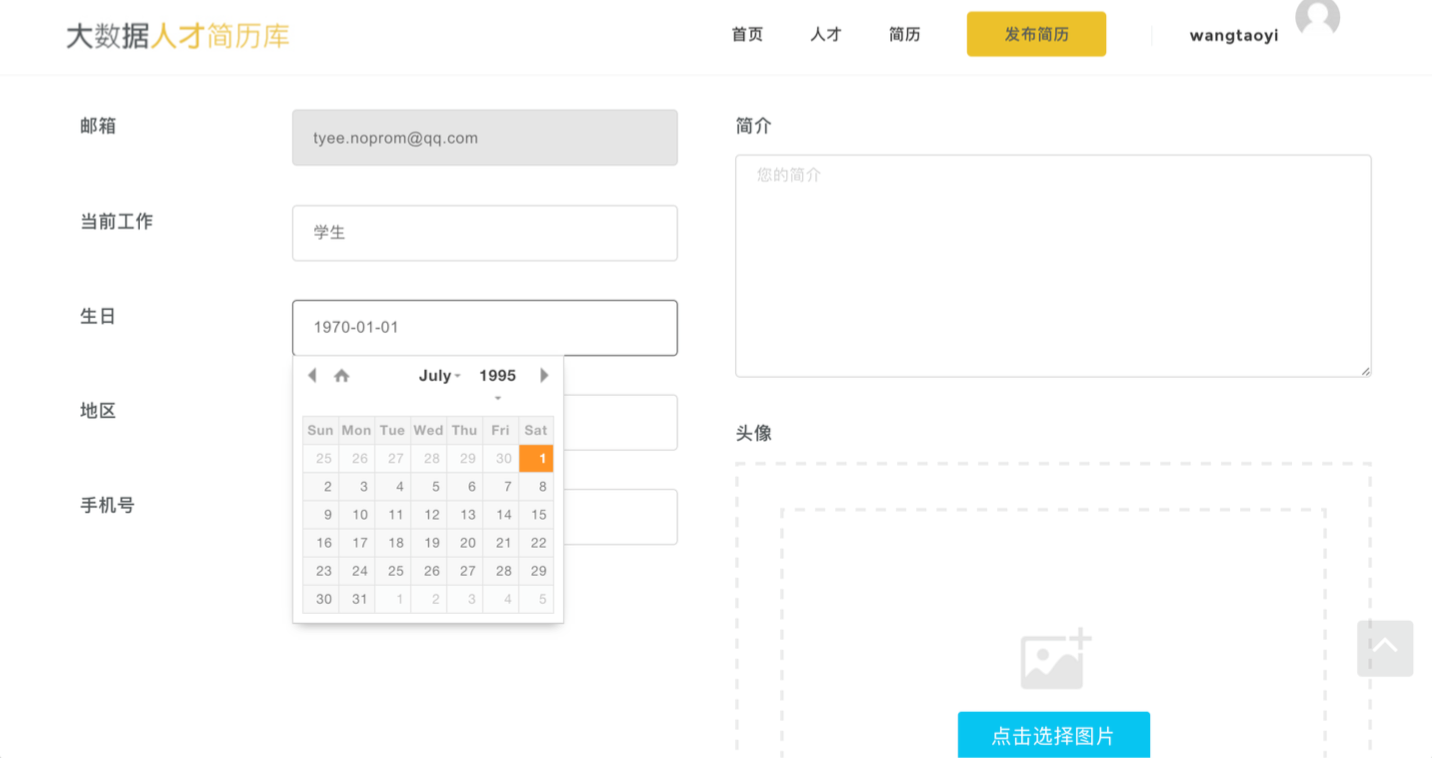 大数据人才简历库
首页 人才 简历 发布简历 wangtaoyi
邮箱
tyee.noprom@qq.com
当前工作
学生
生日
1970-01-01
July 1995
Sun Mon Tue Wed Thu Fri Sat
25 26 27 28 29 30 1
2 3 4 5 6 7 8
9 10 11 12 13 14 15
16 17 18 19 20 21 22
23 24 25 26 27 28 29
30 31 1 2 3 4 5
地区
手机号
简介
您的简介
头像
点击选择图片